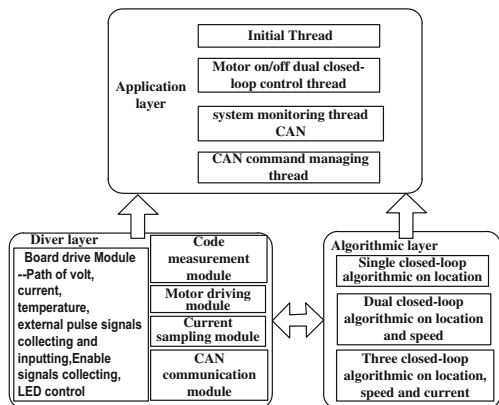 Application
layer
Initial Thread
Motor on/off dual closed-
loop control thread
system monitoring thread
CAN
CAN command managing
thread
Diver layer
Board drive Module
--Path of volt,
current,
temperature,
external pulse signals
collecting and
inputting,Enable
signals collecting,
LED control
Code
measurement module
Motor driving
module
Current
sampling module
CAN
communication module
Algorithmic layer
Single closed-loop
algorithmic on location
Dual closed-loop
algorithmic on location
and speed
Three closed-loop
algorithmic on location,
speed and current